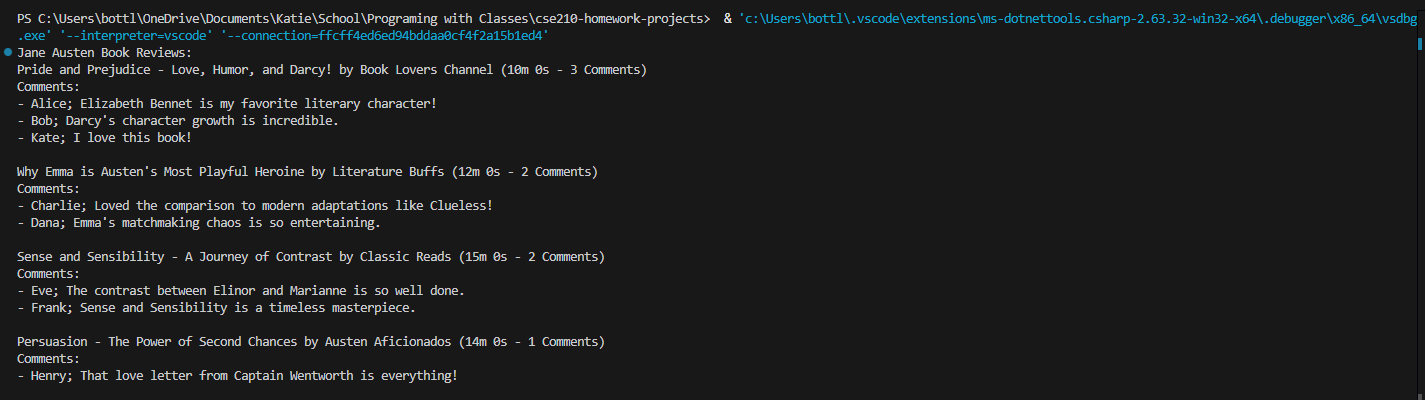 PS C:\Users\bottl\OneDrive\Documents\Katie\School\Programing with Classes\cse210-homework-projects>  & 'c:\Users\bottl\.vscode\extensions\ms-dotnettools.csharp-2.63.32-win32-x64\.debugger\x86_64\vsdbg
.exe' '--interpreter=vscode' '--connection=ffcff4ed6ed94bddaa0cf4f2a15b1ed4'
Jane Austen Book Reviews:
Pride and Prejudice - Love, Humor, and Darcy! by Book Lovers Channel (10m 0s - 3 Comments)
Comments:
- Alice; Elizabeth Bennet is my favorite literary character!
- Bob; Darcy's character growth is incredible.
- Kate; I love this book!

Why Emma is Austen's Most Playful Heroine by Literature Buffs (12m 0s - 2 Comments)
Comments:
- Charlie; Loved the comparison to modern adaptations like Clueless!
- Dana; Emma's matchmaking chaos is so entertaining.

Sense and Sensibility - A Journey of Contrast by Classic Reads (15m 0s - 2 Comments)
Comments:
- Eve; The contrast between Elinor and Marianne is so well done.
- Frank; Sense and Sensibility is a timeless masterpiece.

Persuasion - The Power of Second Chances by Austen Aficionados (14m 0s - 1 Comments)
Comments:
- Henry; That love letter from Captain Wentworth is everything!